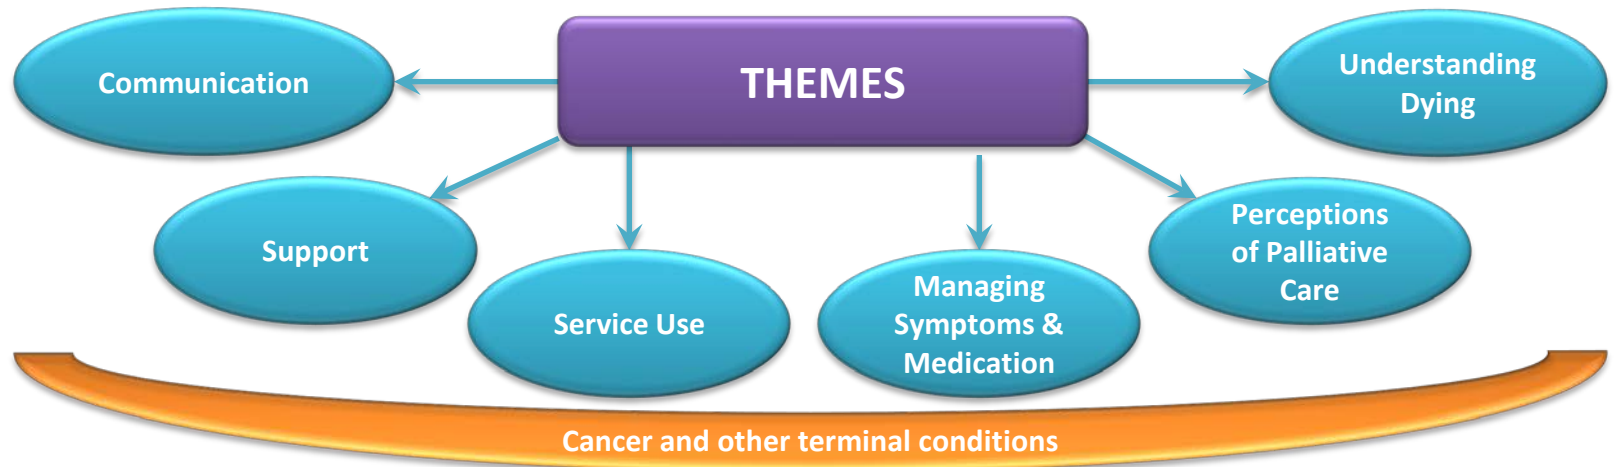 THEMES
Communication
Understanding
Dying
Support
Perceptions
of Palliative
Care
Service Use
Managing
Symptoms &
Medication
Cancer and other terminal conditions